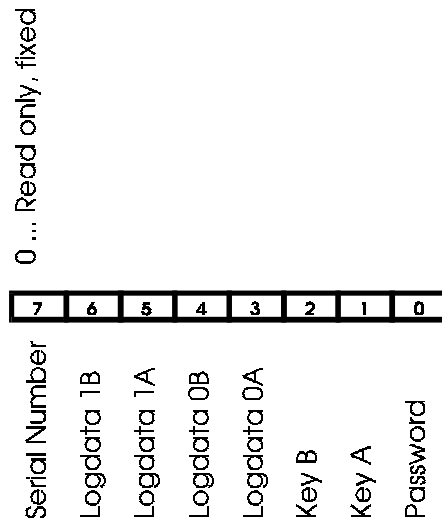 0 ... Read only, fixed
7 6 5 4 3 2 1 0
Serial Number
Logdata 1B
Logdata 1A
Logdata 0B
Logdata 0A
Key B
Key A
Password